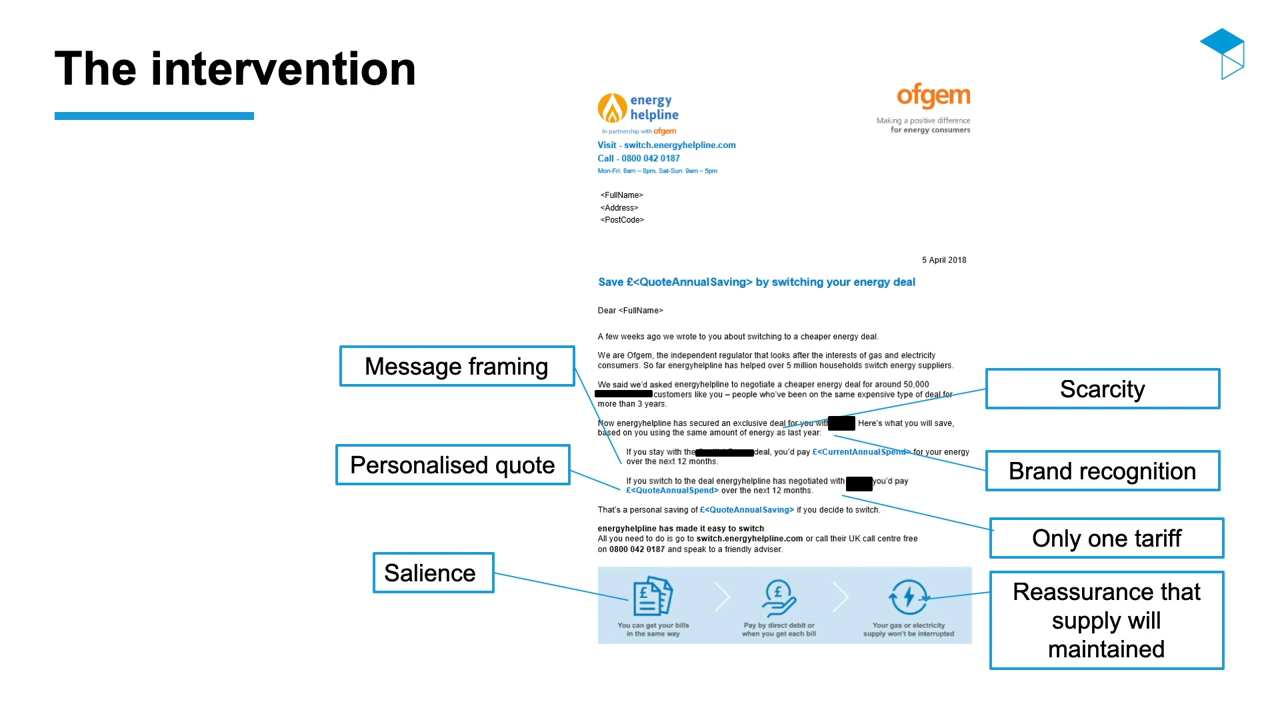 The intervention
energy
helpline
In partnership with ofgem
Visit - switch.energyhelpline.com
Call - 0800 042 0187
Mon-Fri: 8am – 8pm, Sat-Sun: 9am – 5pm
ofgem
Making a positive difference
for energy consumers
<FullName>
<Address>
<PostCode>
5 April 2018
Save £<QuoteAnnualSaving> by switching your energy deal
Dear <FullName>
A few weeks ago we wrote to you about switching to a cheaper energy deal.
We are Ofgem, the independent regulator that looks after the interests of gas and electricity
consumers. So far energyhelpline has helped over 5 million households switch energy suppliers.
We said we'd asked energyhelpline to negotiate a cheaper energy deal for around 50,000
customers like you – people who've been on the same expensive type of deal for
more than 3 years.
Now energyhelpline has secured an exclusive deal for you with Here's what you will save,
based on you using the same amount of energy as last year:
If you stay with the deal, you'd pay £<CurrentAnnualSpend> for your energy
over the next 12 months.
If you switch to the deal energyhelpline has negotiated with you'd pay
£<QuoteAnnualSpend> over the next 12 months.
That's a personal saving of £<QuoteAnnualSaving> if you decide to switch.
energyhelpline has made it easy to switch
All you need to do is go to switch.energyhelpline.com or call their UK call centre free
on 0800 042 0187 and speak to a friendly adviser.
You can get your bills
in the same way
Pay by direct debit or
when you get each bill
Your gas or electricity
supply won't be interrupted
Message framing
Personalised quote
Salience
Scarcity
Brand recognition
Only one tariff
Reassurance that
supply will
maintained